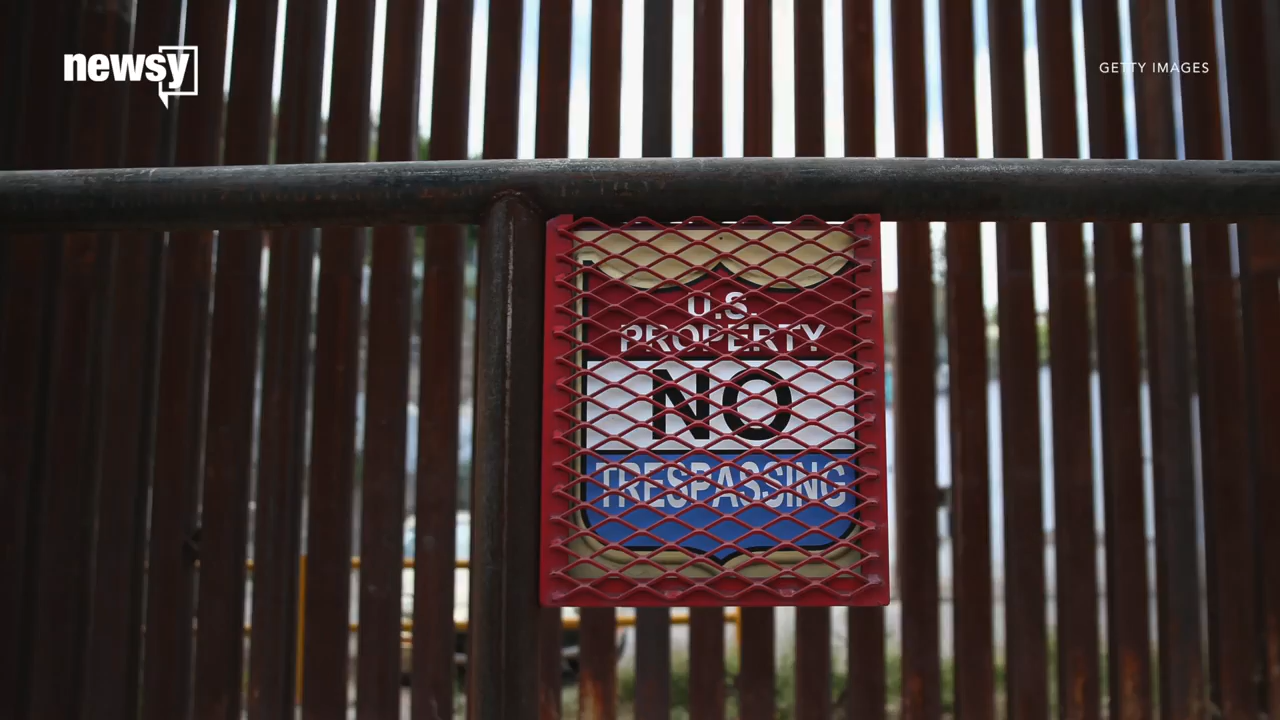 newsy
GETTY IMAGES
U.S.
PROPERTY
NO
TRESPASSING